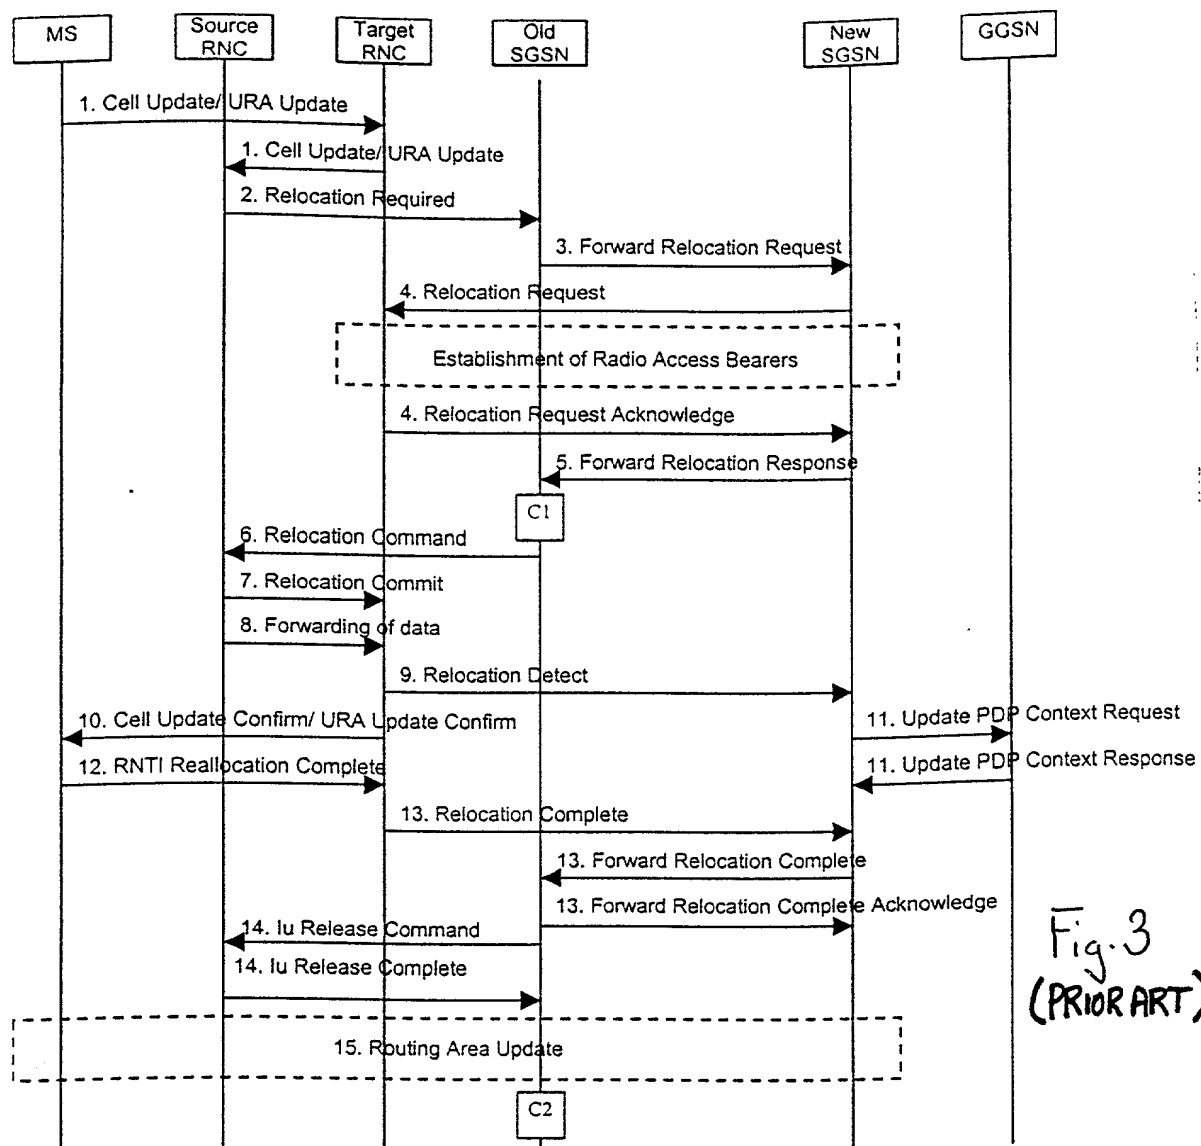 MS
Source
RNC
Target
RNC
Old
SGSN
New
SGSN
GGSN
1. Cell Update/ URA Update
1. Cell Update/ URA Update
2. Relocation Required
3. Forward Relocation Request
4. Relocation Request
Establishment of Radio Access Bearers
4. Relocation Request Acknowledge
5. Forward Relocation Response
C1
6. Relocation Command
7. Relocation Commit
8. Forwarding of data
9. Relocation Detect
10. Cell Update Confirm/ URA Update Confirm
11. Update PDP Context Request
12. RNTI Reallocation Complete
11. Update PDP Context Response
13. Relocation Complete
13. Forward Relocation Complete
13. Forward Relocation Complete Acknowledge
14. Iu Release Command
14. Iu Release Complete
Fig. 3
(PRIOR ART)
15. Routing Area Update
C2